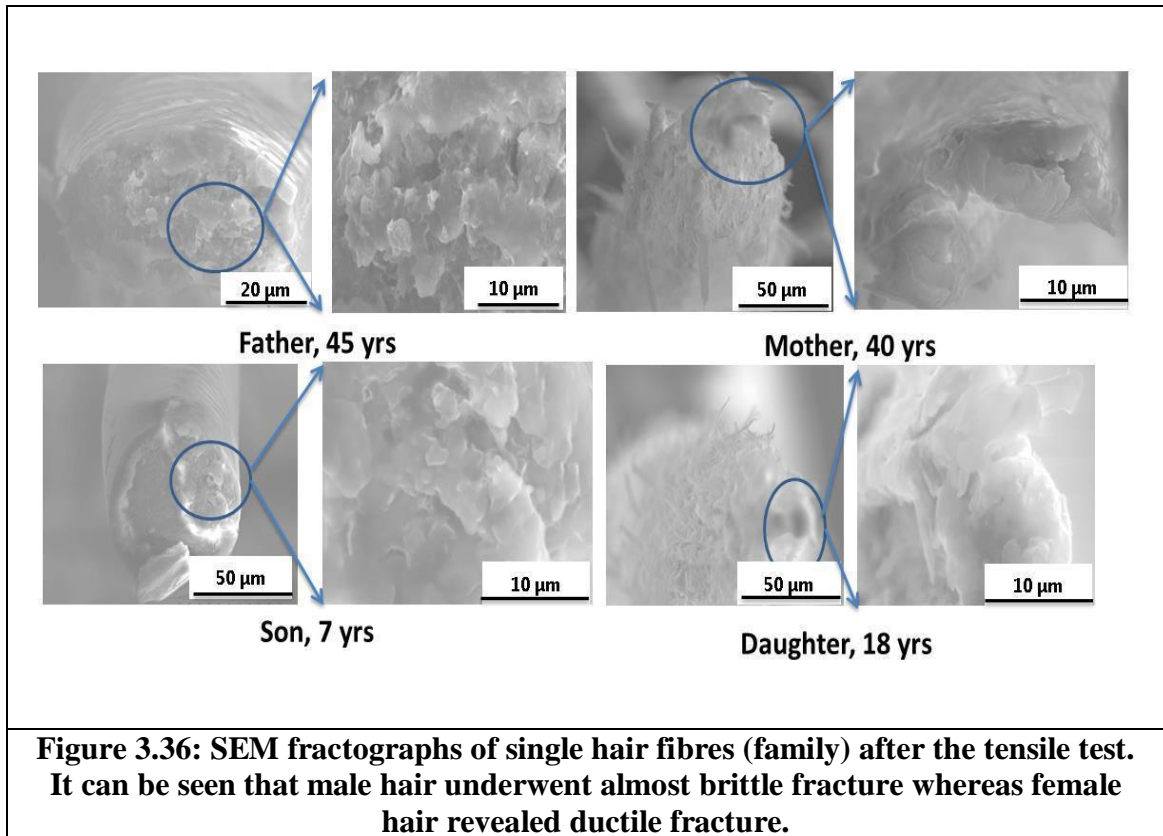 20 µm
10 µm
50 µm
10 µm
Father, 45 yrs
Mother, 40 yrs
50 µm
10 µm
50 µm
10 µm
Son, 7 yrs
Daughter, 18 yrs
Figure 3.36: SEM fractographs of single hair fibres (family) after the tensile test.
It can be seen that male hair underwent almost brittle fracture whereas female
hair revealed ductile fracture.